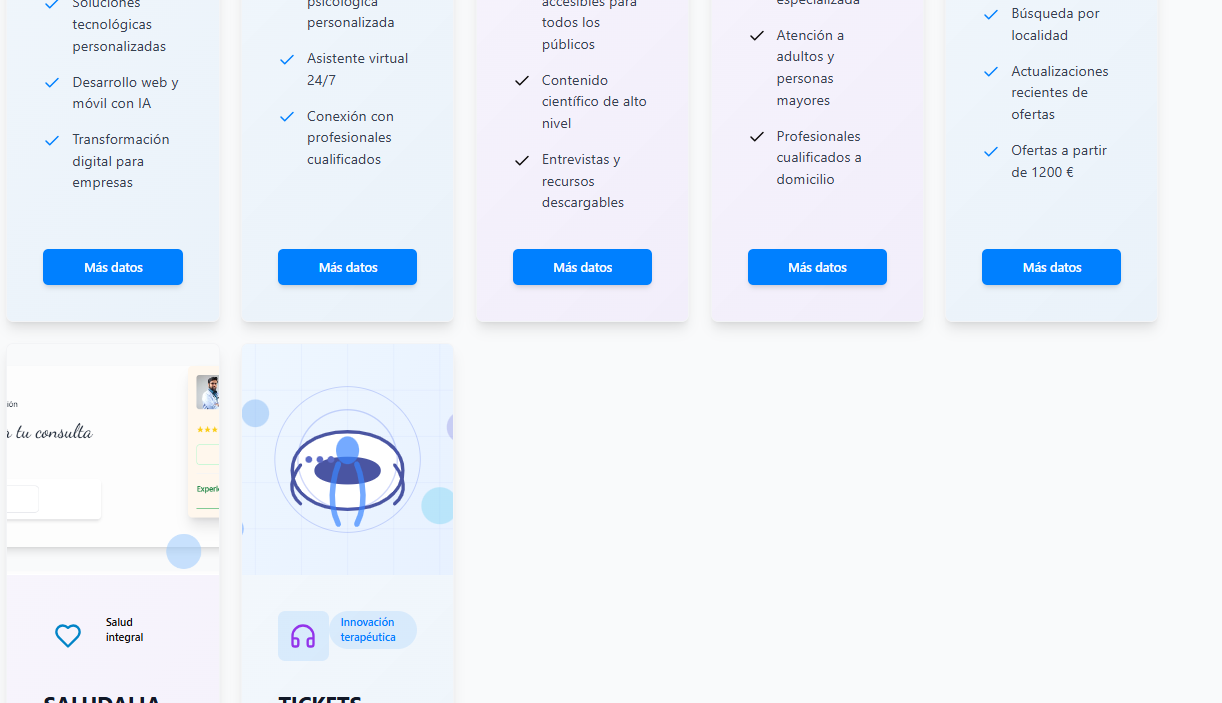 Soluciones
tecnológicas
personalizadas
Desarrollo web y
móvil con IA
Transformación
digital para
empresas
Más datos
psicológica
personalizada
Asistente virtual
24/7
Conexión con
profesionales
cualificados
Más datos
accesibles para
todos los
públicos
Contenido
científico de alto
nivel
Entrevistas y
recursos
descargables
Más datos
especializada
Atención a
adultos y
personas
mayores
Profesionales
cualificados a
domicilio
Más datos
Búsqueda por
localidad
Actualizaciones
recientes de
ofertas
Ofertas a partir
de 1200 €
Más datos
ión
tu consulta
Experi
Salud
integral
SALUDALIA
Innovación
terapéutica
TICKETS